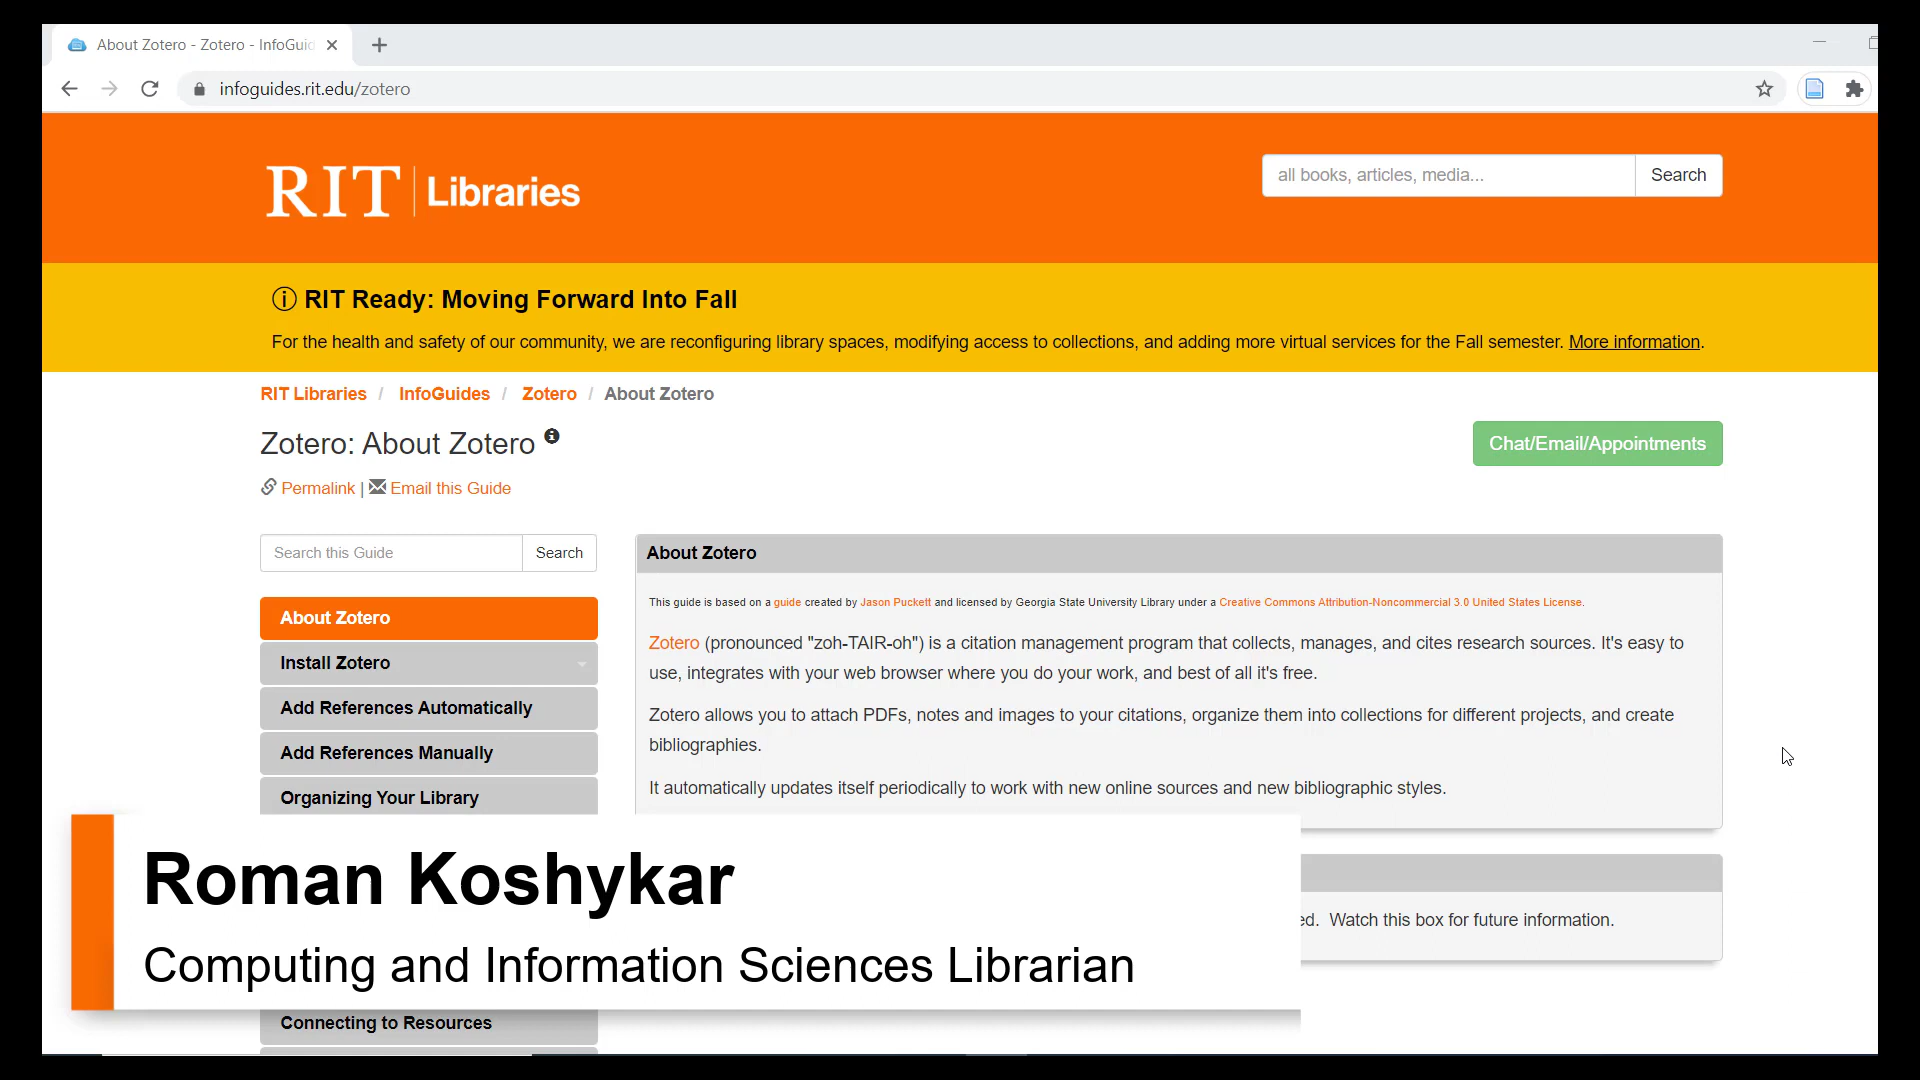 About Zotero - Zotero - InfoGuid
infoguides.rit.edu/zotero
RIT Libraries
all books, articles, media...
Search
RIT Ready: Moving Forward Into Fall
For the health and safety of our community, we are reconfiguring library spaces, modifying access to collections, and adding more virtual services for the Fall semester. More information.
RIT Libraries / InfoGuides / Zotero / About Zotero
Zotero: About Zotero
Chat/Email/Appointments
Permalink | Email this Guide
Search this Guide
Search
About Zotero
Install Zotero
Add References Automatically
Add References Manually
Organizing Your Library
About Zotero
This guide is based on a guide created by Jason Puckett and licensed by Georgia State University Library under a Creative Commons Attribution-Noncommercial 3.0 United States License.
Zotero (pronounced "zoh-TAIR-oh") is a citation management program that collects, manages, and cites research sources. It's easy to
use, integrates with your web browser where you do your work, and best of all it's free.
Zotero allows you to attach PDFs, notes and images to your citations, organize them into collections for different projects, and create
bibliographies.
It automatically updates itself periodically to work with new online sources and new bibliographic styles.
ed. Watch this box for future information.
Roman Koshykar
Computing and Information Sciences Librarian
Connecting to Resources